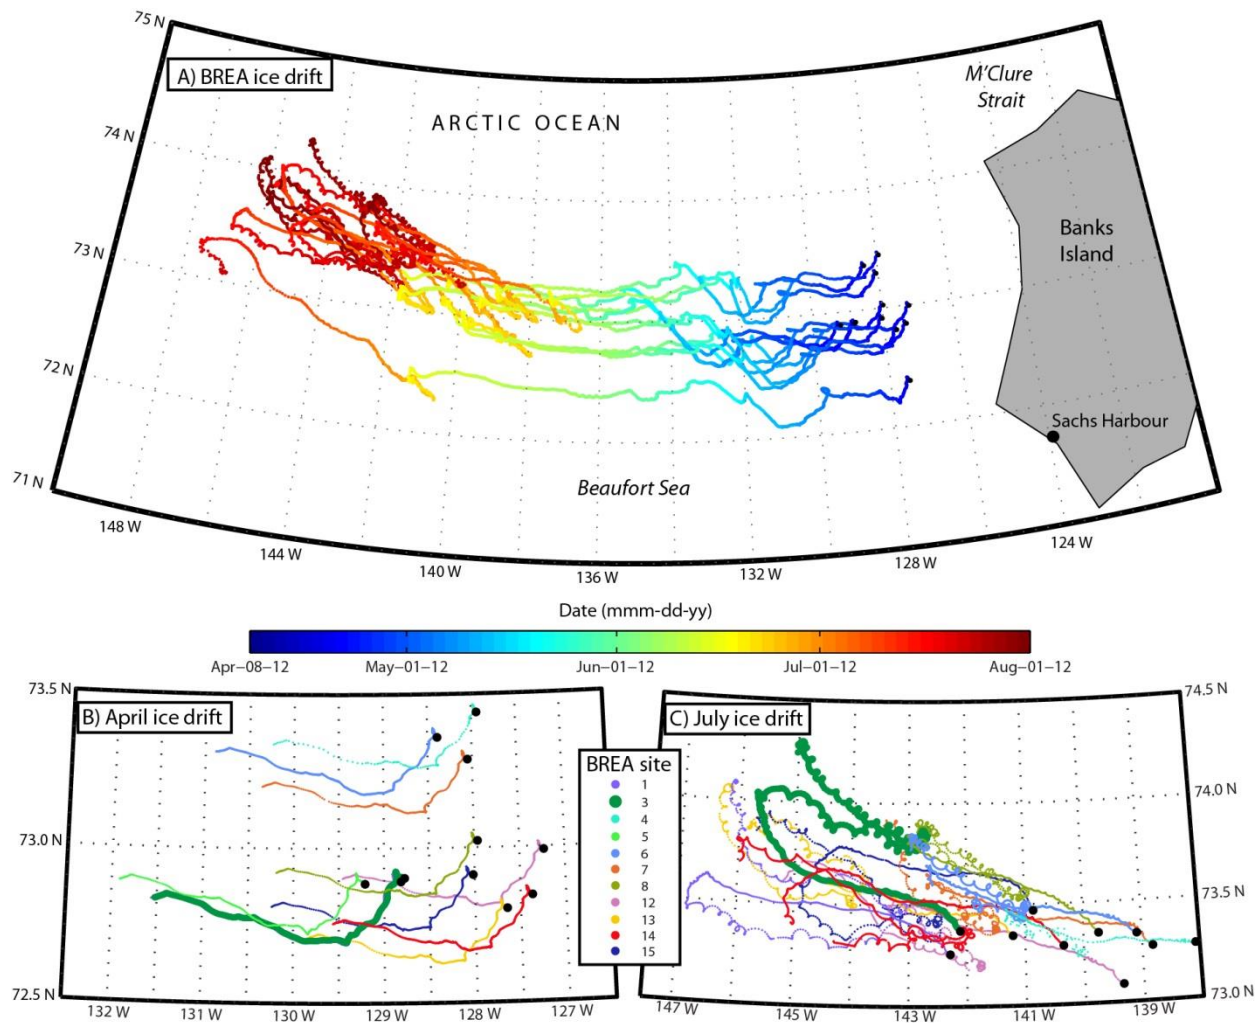 75 N
A) BREA ice drift
M'Clure
Strait
ARCTIC OCEAN
74 N
Banks
Island
73 N
72 N
Sachs Harbour
71 N
Beaufort Sea
148 W
144 W
140 W
136 W
132 W
128 W
124 W
Date (mmm-dd-yy)
Apr–08–12
May–01–12
Jun–01–12
Jul–01–12
Aug–01–12
73.5 N
B) April ice drift
73.0 N
72.5 N
132 W
131 W
130 W
129 W
128 W
127 W
BREA site
1
3
4
5
6
7
8
12
13
14
15
C) July ice drift
74.5 N
74.0 N
73.5 N
73.0 N
147 W
145 W
143 W
141 W
139 W